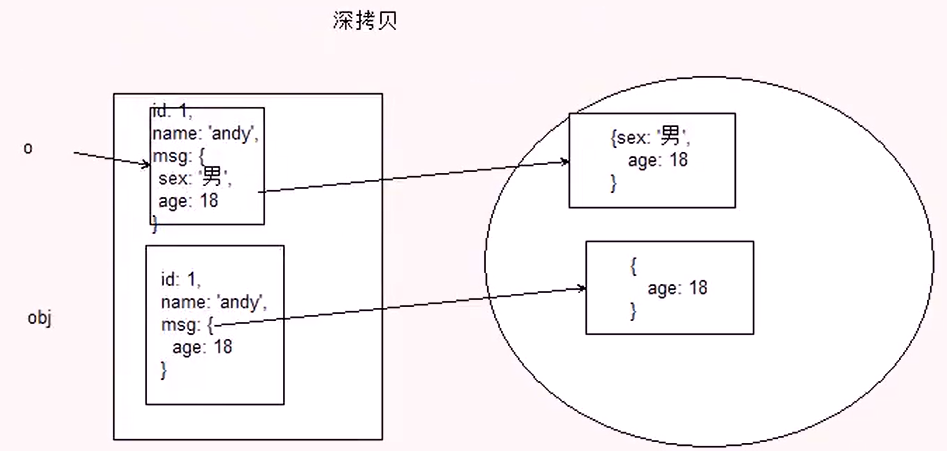 深拷贝
o
id: 1,
name: 'andy',
msg: {
sex: '男',
age: 18
}
{sex: '男',
age: 18
}
obj
id: 1,
name: 'andy',
msg: {
age: 18
}
{
age: 18
}